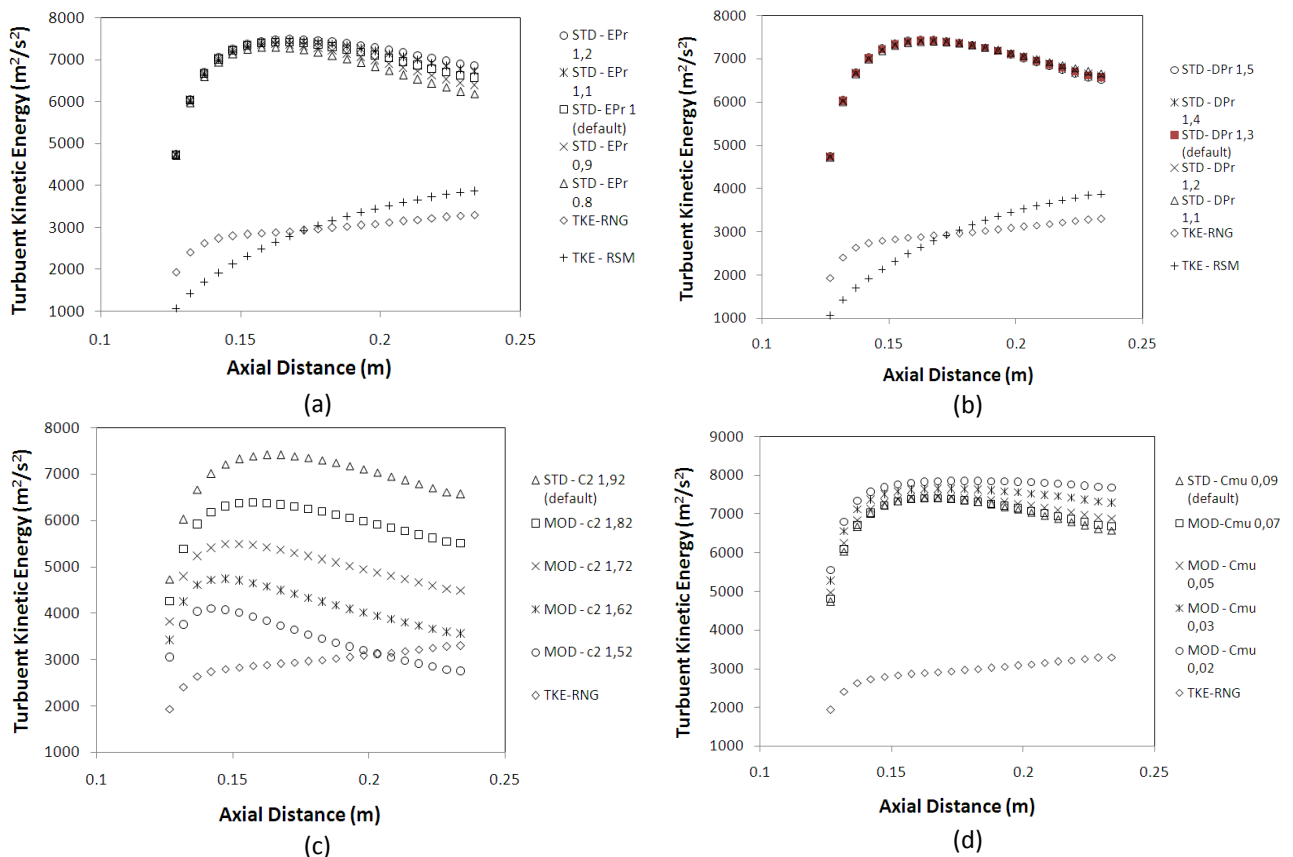 Turbuent Kinetic Energy (m²/s²)
8000
7000
6000
5000
4000
3000
2000
1000
0.1
0.15
0.2
0.25
Axial Distance (m)
STD - EPr
1,2
STD - EPr
1,1
STD- EPr 1
(default)
STD - EPr
0,9
STD - EPr
0.8
TKE-RNG
TKE - RSM
(a)
Turbuent Kinetic Energy (m²/s²)
8000
7000
6000
5000
4000
3000
2000
1000
0.1
0.15
0.2
0.25
Axial Distance (m)
STD -DPr 1,5
STD - DPr
1,4
STD- DPr 1,3
(default)
STD - DPr
1,2
STD - DPr
1,1
TKE-RNG
TKE - RSM
(b)
Turbuent Kinetic Energy (m²/s²)
8000
7000
6000
5000
4000
3000
2000
1000
0.1
0.15
0.2
0.25
Axial Distance (m)
STD - C2 1,92
(default)
MOD - c2 1,82
MOD - c2 1,72
MOD - c2 1,62
MOD - c2 1,52
TKE-RNG
(c)
Turbuent Kinetic Energy (m²/s²)
9000
8000
7000
6000
5000
4000
3000
2000
1000
0.1
0.15
0.2
0.25
Axial Distance (m)
STD - Cmu 0,09
(default)
MOD-Cmu 0,07
MOD - Cmu
0,05
MOD - Cmu
0,03
MOD - Cmu
0,02
TKE-RNG
(d)